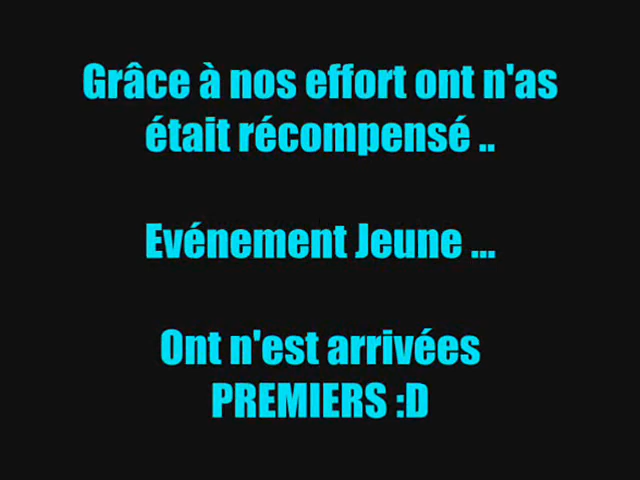 Grâce à nos effort ont n'as
était récompensé ..
Evénement Jeune ...
Ont n'est arrivées
PREMIERS :D